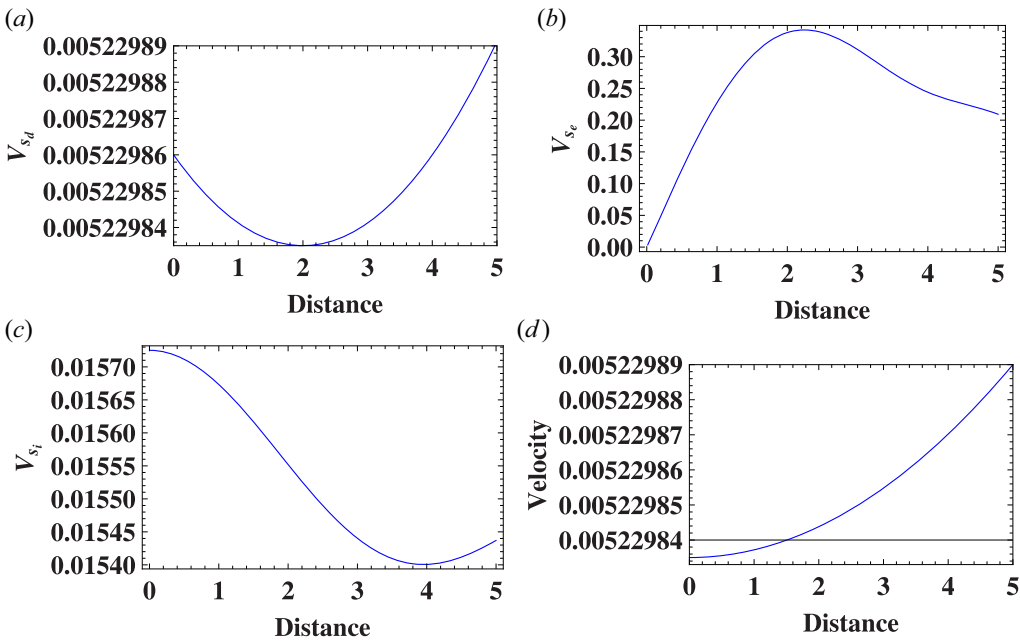 (a)
0.00522989
0.00522988
0.00522987
0.00522986
0.00522985
0.00522984
V_{s_d}
0 1 2 3 4 5
Distance
(b)
0.30
0.25
0.20
0.15
0.10
0.05
0.00
V_{s_e}
0 1 2 3 4 5
Distance
(c)
0.01570
0.01565
0.01560
0.01555
0.01550
0.01545
0.01540
V_{s_i}
0 1 2 3 4 5
Distance
(d)
0.00522989
0.00522988
0.00522987
0.00522986
0.00522985
0.00522984
Velocity
0 1 2 3 4 5
Distance